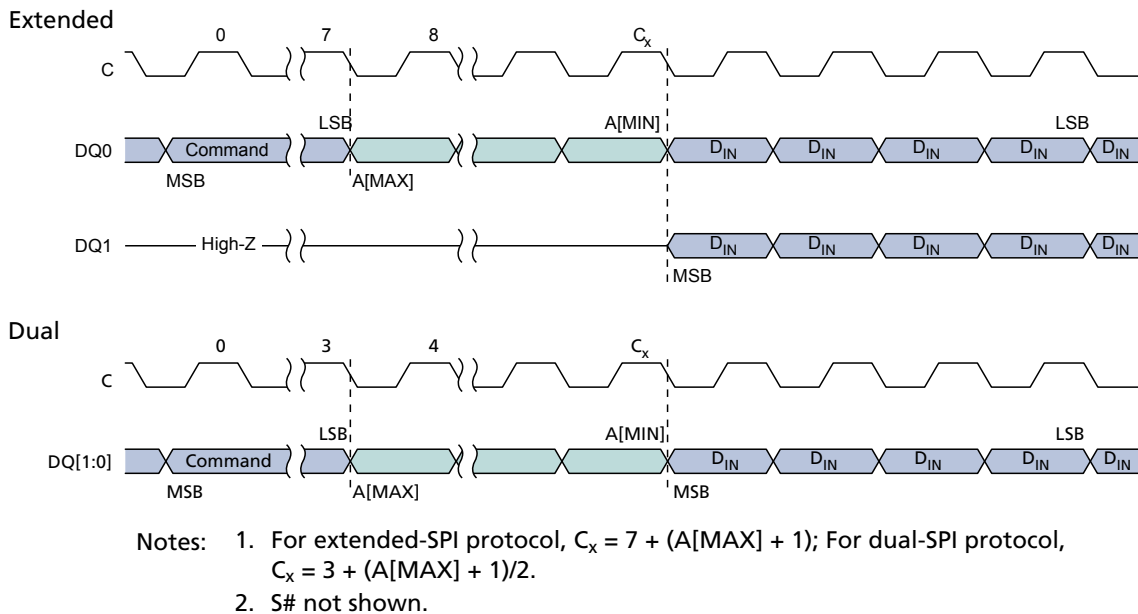 Extended
0 7 8 Cx
C
LSB A[MIN] LSB
DQ0 Command DIN DIN DIN DIN DIN
MSB A[MAX]
DQ1 High-Z DIN DIN DIN DIN DIN
MSB
Dual
0 3 4 Cx
C
LSB A[MIN] LSB
DQ[1:0] Command DIN DIN DIN DIN DIN
MSB A[MAX] MSB
Notes: 1. For extended-SPI protocol, Cx = 7 + (A[MAX] + 1); For dual-SPI protocol,
Cx = 3 + (A[MAX] + 1)/2.
2. S# not shown.